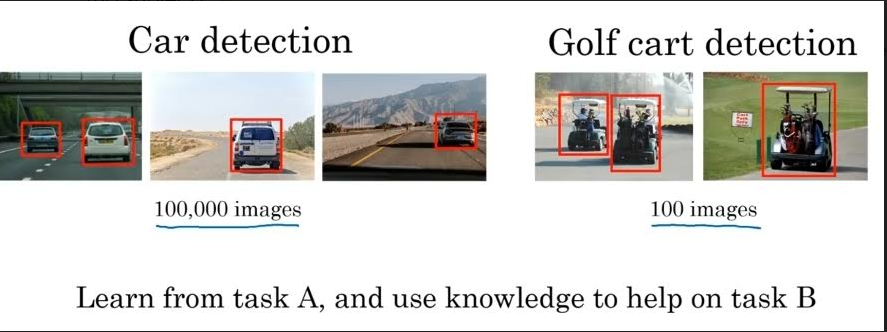 Car detection
Golf cart detection
100,000 images
100 images
Learn from task A, and use knowledge to help on task B